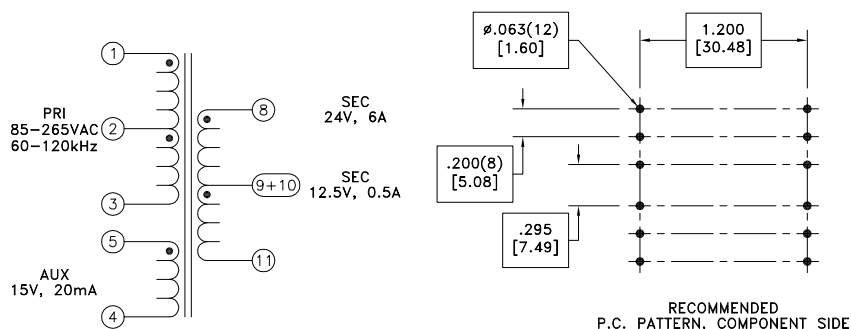 1
PRI
85-265VAC
60-120kHz
2
3
5
AUX
15V, 20mA
4
8
SEC
24V, 6A
9+10
SEC
12.5V, 0.5A
11
ø.063(12)
[1.60]
1.200
[30.48]
.200(8)
[5.08]
.295
[7.49]
RECOMMENDED
P.C. PATTERN, COMPONENT SIDE